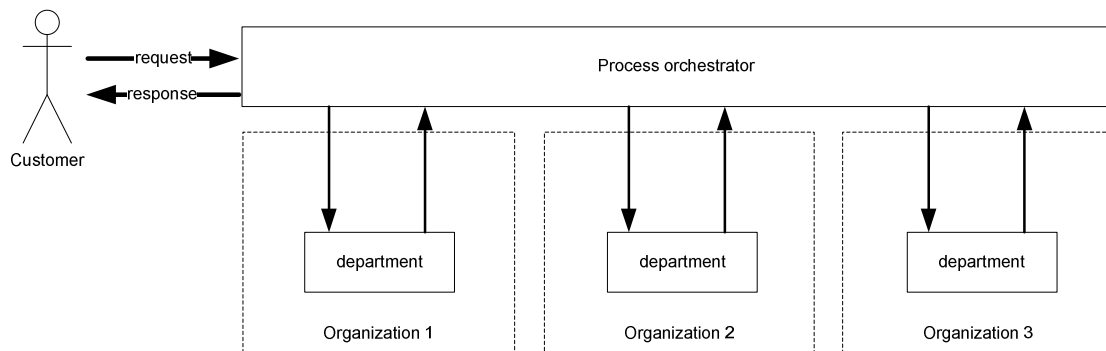 request
Process orchestrator
response
Customer
department
department
department
Organization 1
Organization 2
Organization 3